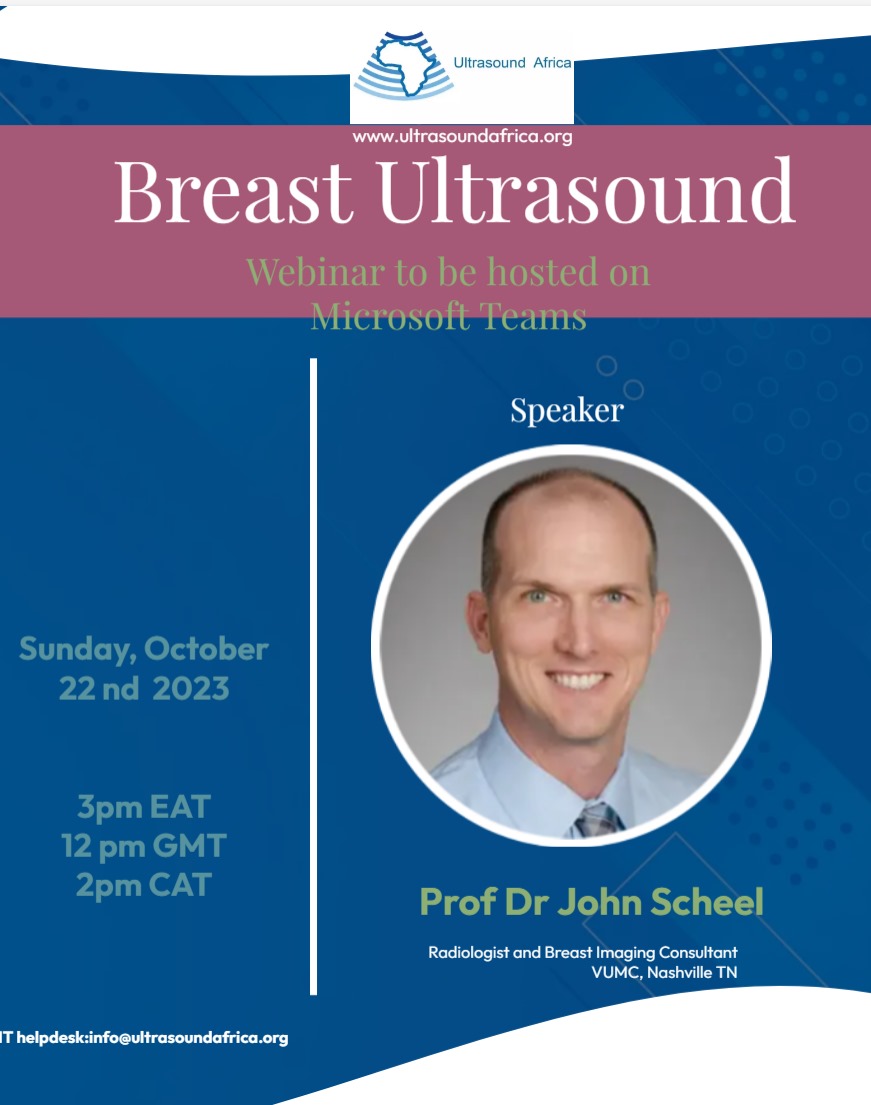 Ultrasound Africa
www.ultrasoundafrica.org
Breast Ultrasound
Webinar to be hosted on
Microsoft Teams
Speaker
Sunday, October
22 nd 2023
3pm EAT
12 pm GMT
2pm CAT
Prof Dr John Scheel
Radiologist and Breast Imaging Consultant
VUMC, Nashville TN
IT helpdesk:info@ultrasoundafrica.org